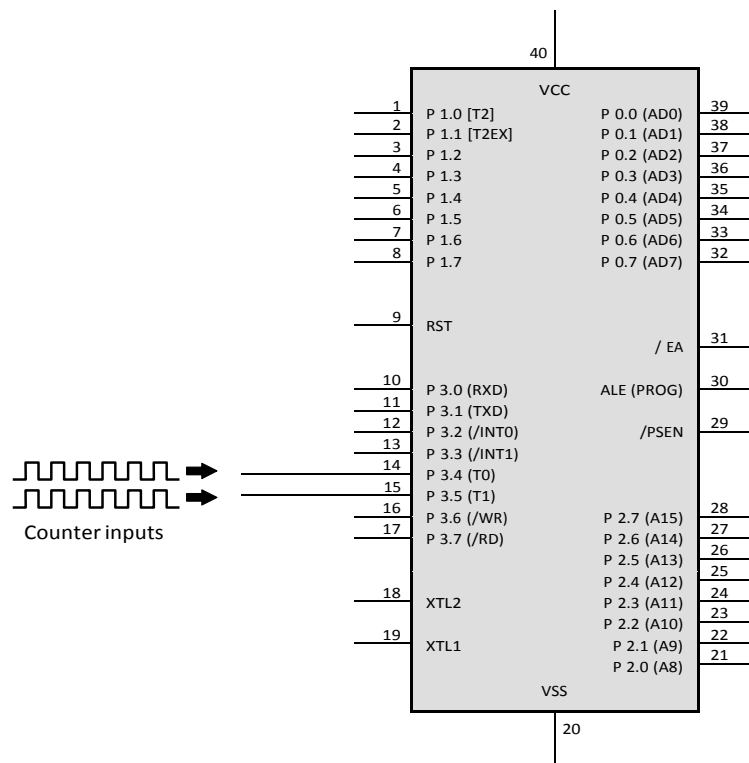 40
VCC
1 P 1.0 [T2] P 0.0 (AD0) 39
2 P 1.1 [T2EX] P 0.1 (AD1) 38
3 P 1.2 P 0.2 (AD2) 37
4 P 1.3 P 0.3 (AD3) 36
5 P 1.4 P 0.4 (AD4) 35
6 P 1.5 P 0.5 (AD5) 34
7 P 1.6 P 0.6 (AD6) 33
8 P 1.7 P 0.7 (AD7) 32
9 RST
/ EA 31
10 P 3.0 (RXD) ALE (PROG) 30
11 P 3.1 (TXD)
12 P 3.2 (/INT0) /PSEN 29
13 P 3.3 (/INT1)
14 P 3.4 (T0)
15 P 3.5 (T1)
16 P 3.6 (/WR) P 2.7 (A15) 28
Counter inputs
17 P 3.7 (/RD) P 2.6 (A14) 27
P 2.5 (A13) 26
P 2.4 (A12) 25
18 XTL2 P 2.3 (A11) 24
P 2.2 (A10) 23
19 XTL1 P 2.1 (A9) 22
P 2.0 (A8) 21
VSS
20